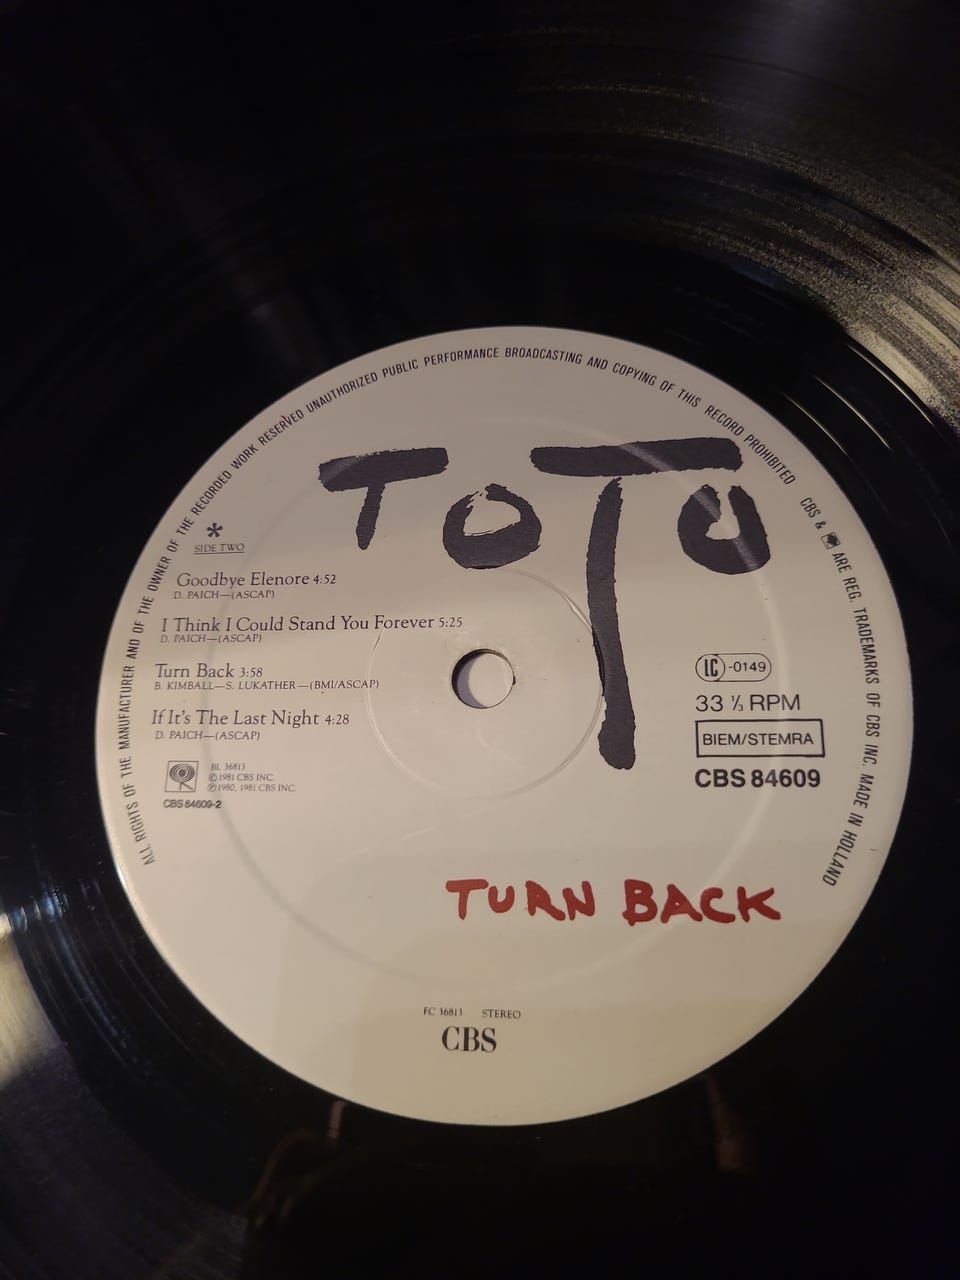 ALL RIGHTS OF THE MANUFACTURER AND OF THE OWNER OF THE RECORDED WORK RESERVED UNAUTHORIZED PUBLIC PERFORMANCE BROADCASTING AND COPYING OF THIS RECORD PROHIBITED CBS & ARE REG. TRADEMARKS OF CBS INC. MADE IN HOLLAND
TOTO
*
SIDE TWO
Goodbye Elenore 4:52
D. PAICH—(ASCAP)
I Think I Could Stand You Forever 5:25
D. PAICH—(ASCAP)
Turn Back 3:58
B. KIMBALL—S. LUKATHER—(BMI/ASCAP)
If It's The Last Night 4:28
D. PAICH—(ASCAP)
BL 36813
©1981 CBS INC.
℗1980, 1981 CBS INC.
CBS 84609-2
LC-0149
33 ⅓ RPM
BIEM/STEMRA
CBS 84609
TURN BACK
FC 36813 STEREO
CBS